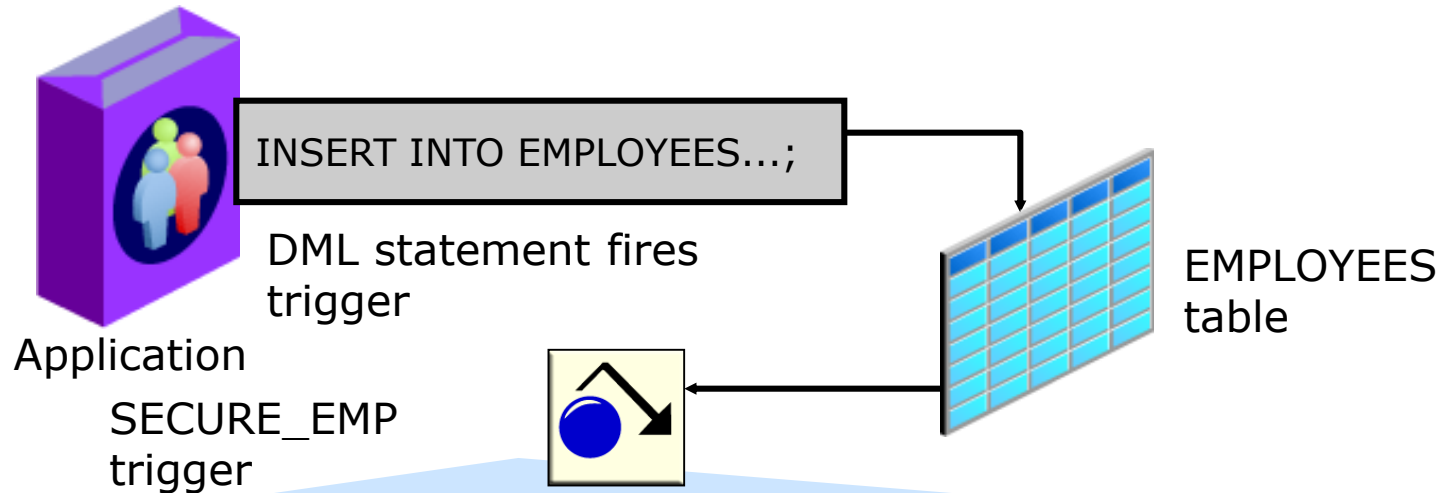 INSERT INTO EMPLOYEES...;
DML statement fires
trigger
EMPLOYEES
table
Application
SECURE_EMP
trigger